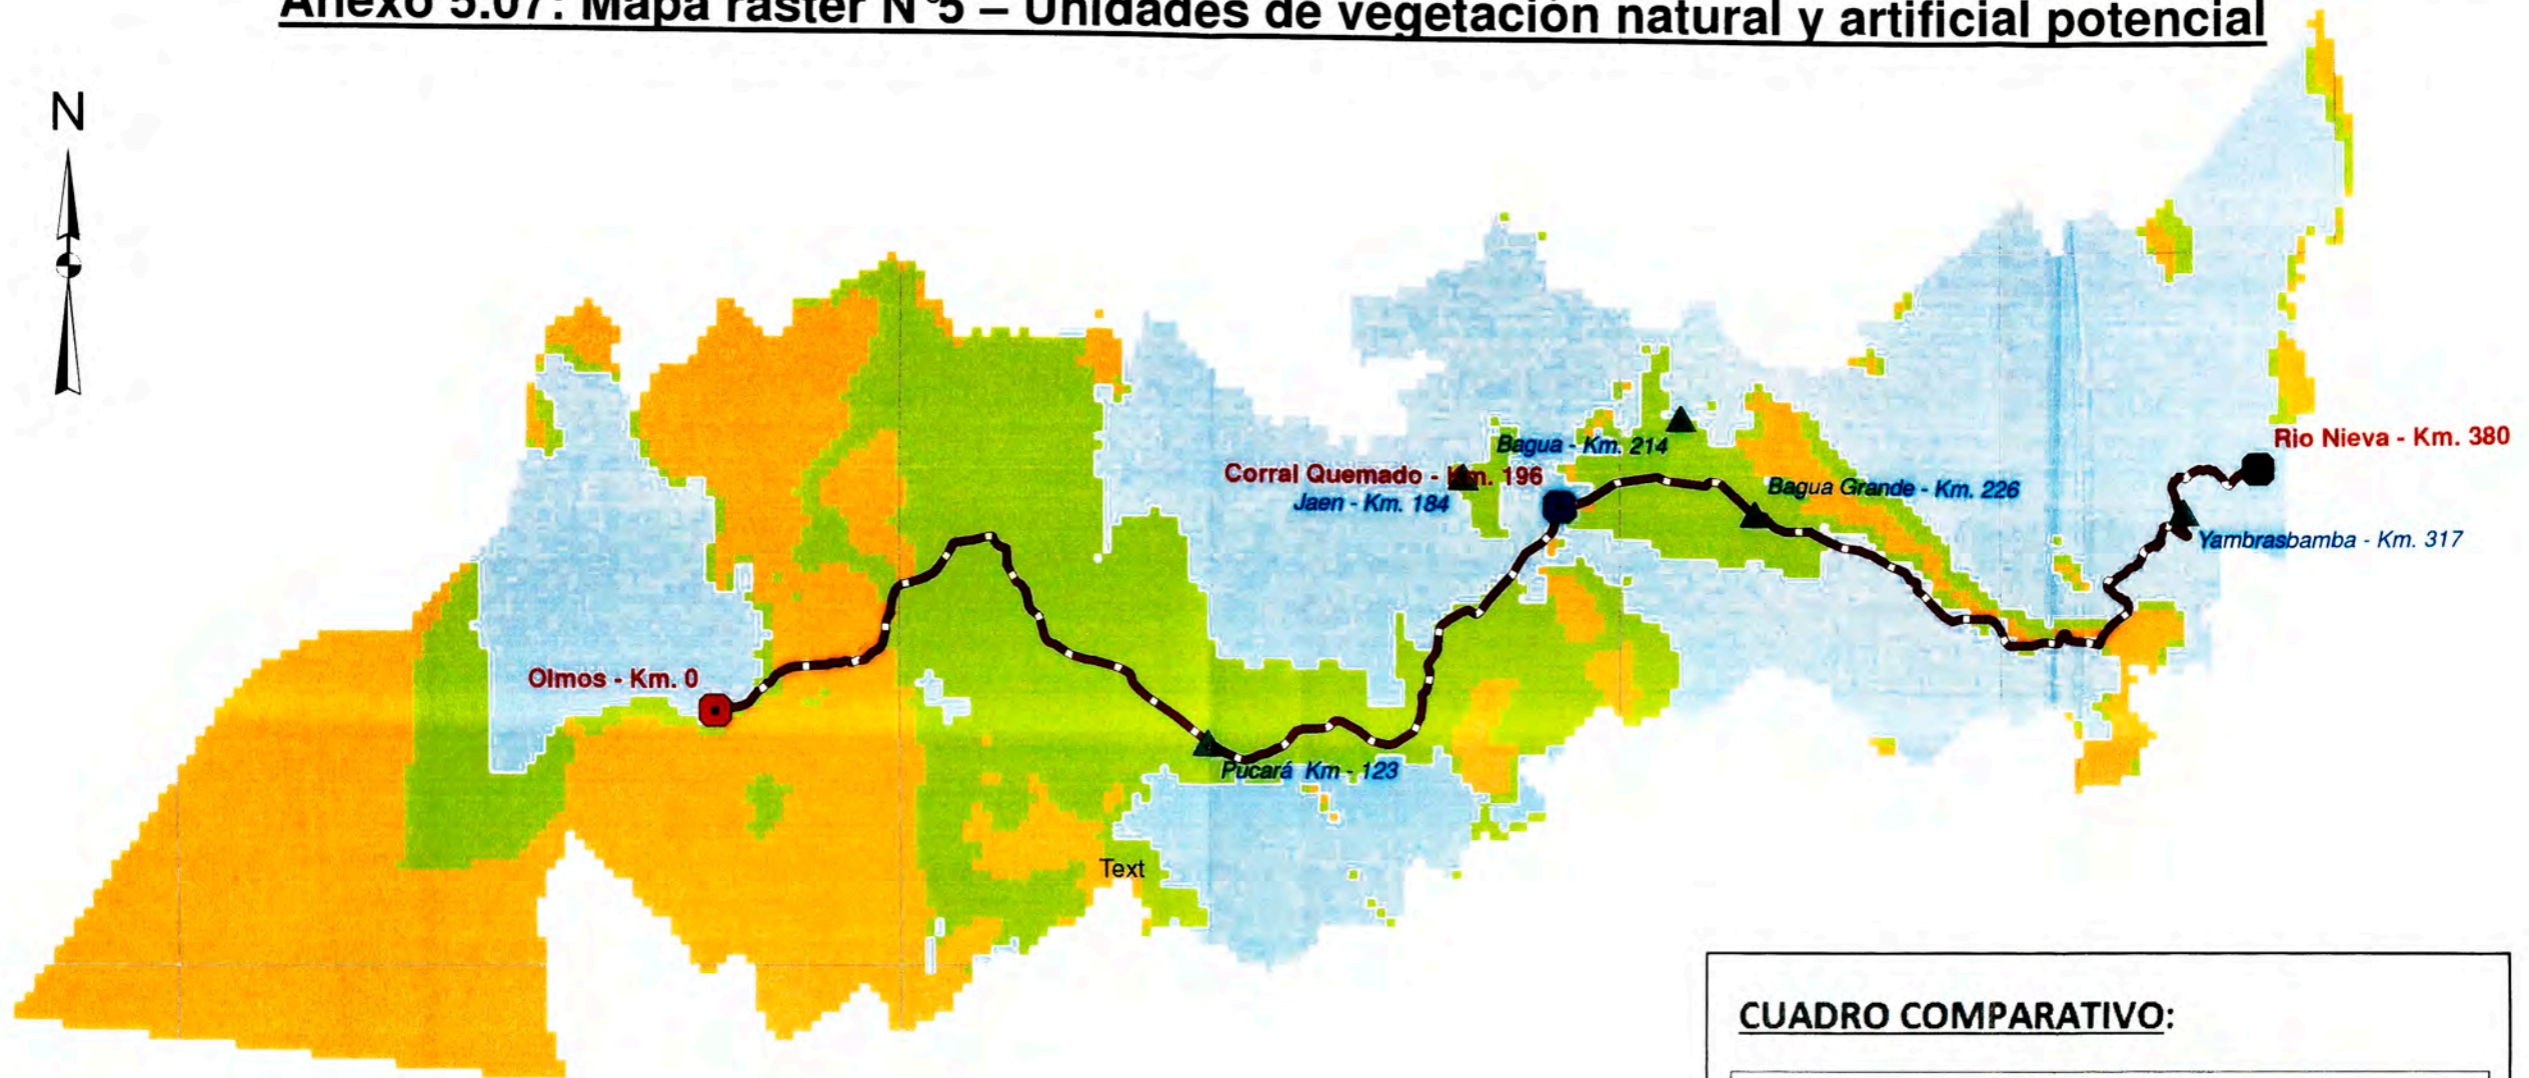 Anexo 5.07: Mapa raster N°5 – Unidades de vegetación natural y artificial potencial
N
Rio Nieva - Km. 380
Bagua - Km. 214
Corral Quemado - Km. 196
Bagua Grande - Km. 226
Jaen - Km. 184
Yambrasbamba - Km. 317
Olmos - Km. 0
Pucará Km - 123
Text
CUADRO COMPARATIVO: